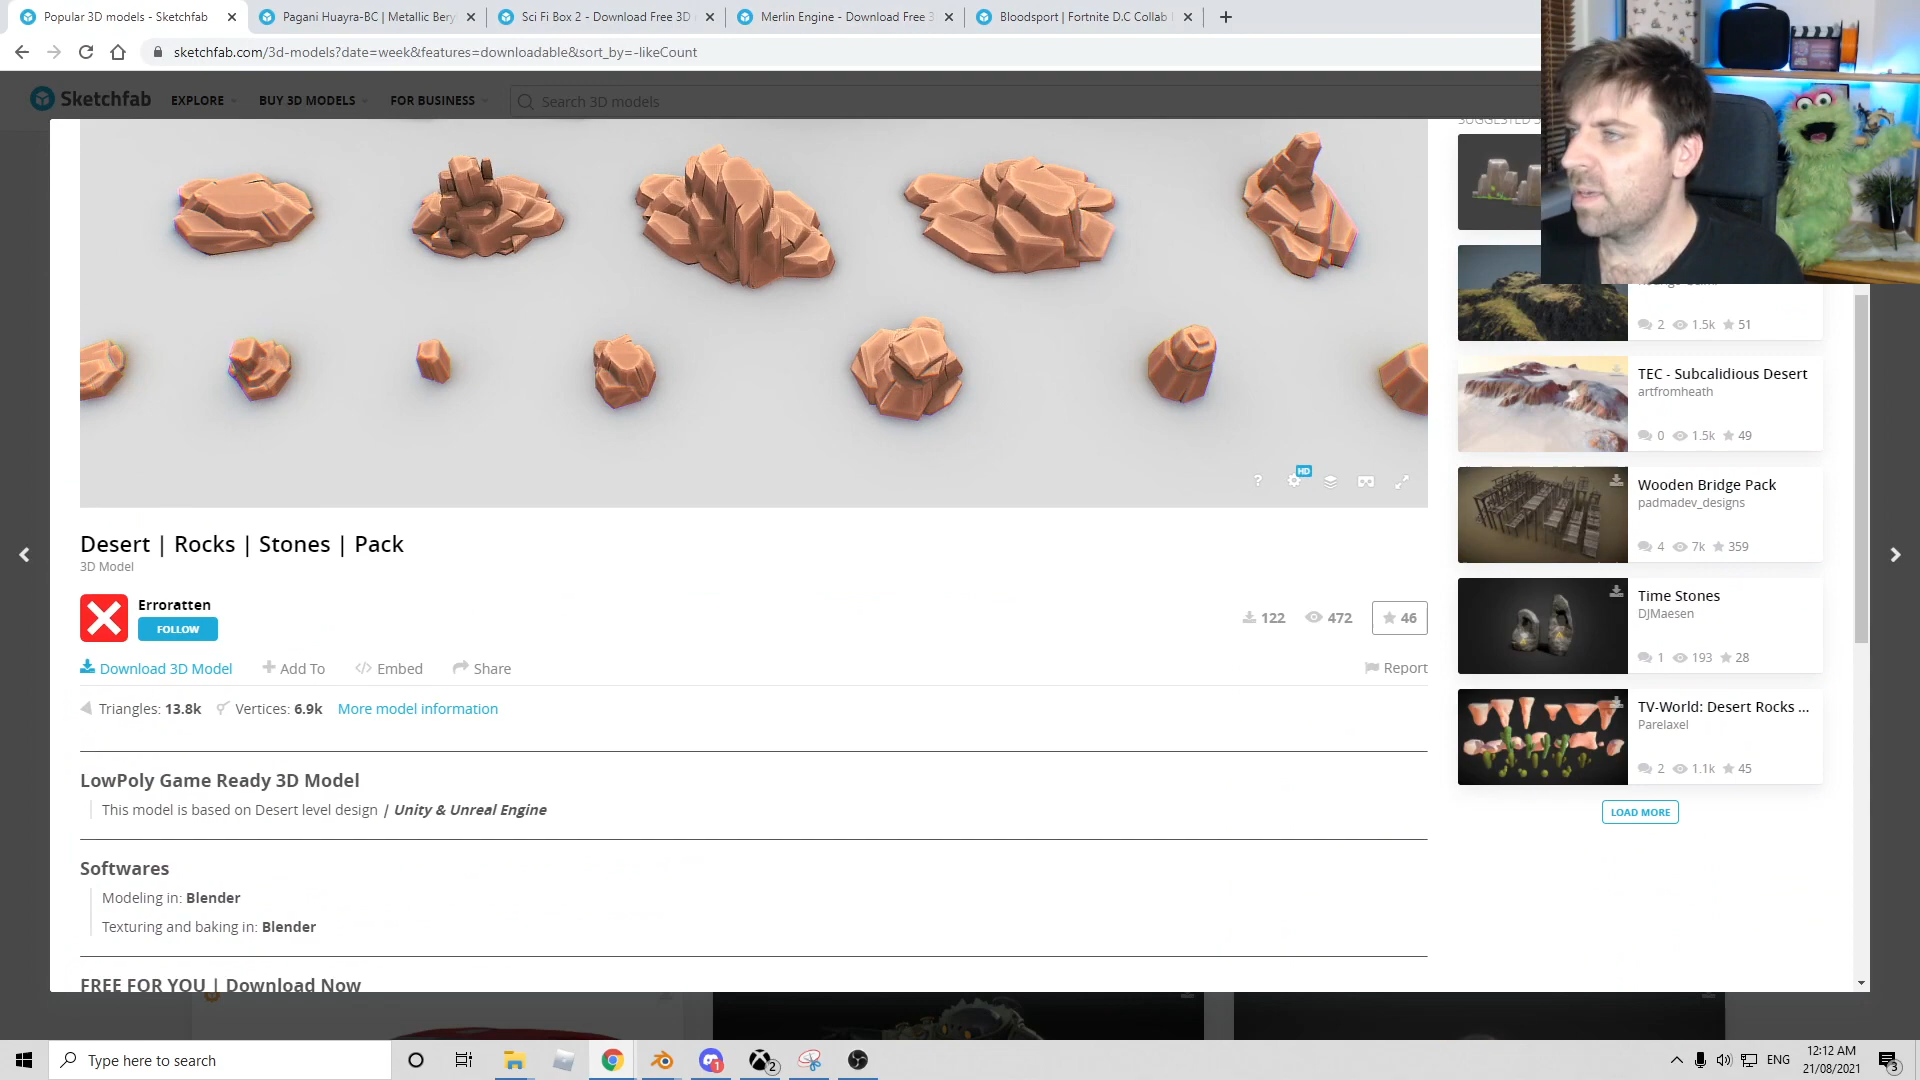 Popular 3D models - Sketchfab
Pagani Huayra-BC | Metallic Bery
Sci Fi Box 2 - Download Free 3D
Merlin Engine - Download Free 3
Bloodsport | Fortnite D.C Collab
sketchfab.com/3d-models?date=week&features=downloadable&sort_by=-likeCount
Sketchfab
EXPLORE
BUY 3D MODELS
FOR BUSINESS
Search 3D models
HD
Desert | Rocks | Stones | Pack
3D Model
Erroratten
FOLLOW
122
472
46
Download 3D Model
Add To
Embed
Share
Report
Triangles: 13.8k
Vertices: 6.9k
More model information
LowPoly Game Ready 3D Model
This model is based on Desert level design | Unity & Unreal Engine
Softwares
Modeling in: Blender
Texturing and baking in: Blender
FREE FOR YOU | Download Now
2 1.5k 51
TEC - Subcalidious Desert
artfromheath
0 1.5k 49
Wooden Bridge Pack
padmadev_designs
4 7k 359
Time Stones
DJMaesen
1 193 28
TV-World: Desert Rocks ...
Parelaxel
2 1.1k 45
LOAD MORE
Type here to search
1
2
ENG
12:12 AM
21/08/2021
3